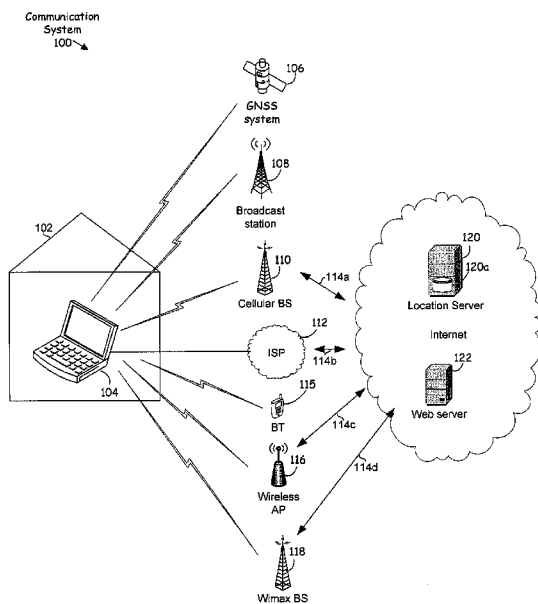 Communication
System
100
106
GNSS
system
108
Broadcast
station
102
110
Cellular BS
114a
120
120a
Location Server
112
ISP
114b
Internet
104
115
BT
114c
122
Web server
116
Wireless
AP
114d
118
Wimax BS